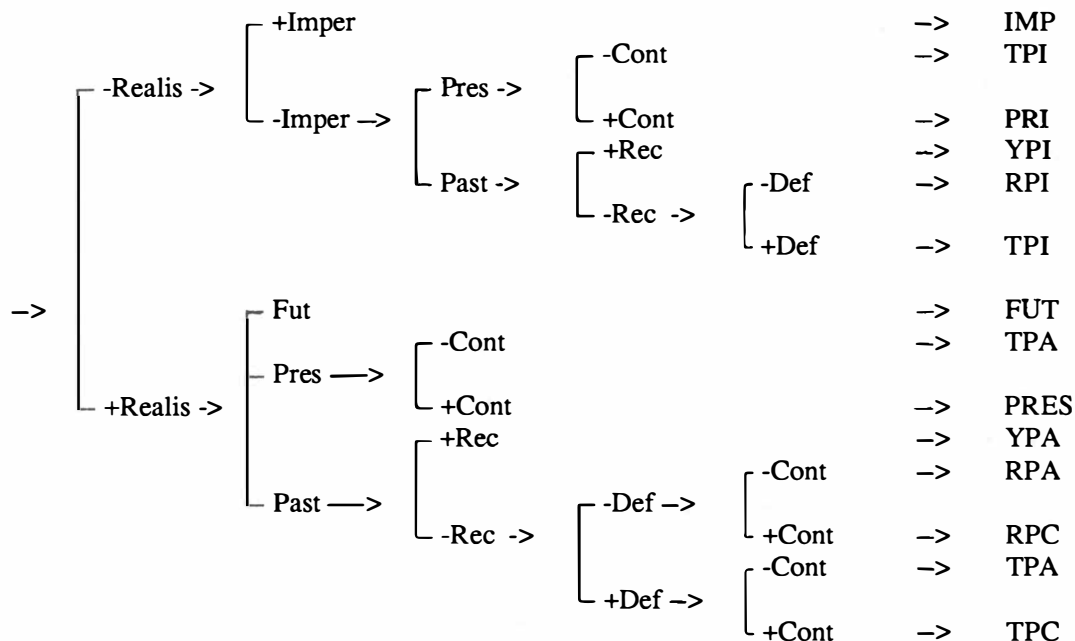 +Imper —> IMP
-Cont —> TPI
-Realis -> Pres ->
-Imper —> +Cont —> PRI
+Rec —> YPI
Past -> -Def —> RPI
-Rec ->
+Def —> TPI
—> Fut —> FUT
-Cont —> TPA
Pres —>
+Realis -> +Cont —> PRES
+Rec —> YPA
-Cont —> RPA
Past —> -Def —>
-Rec -> +Cont —> RPC
-Cont —> TPA
+Def —>
+Cont —> TPC